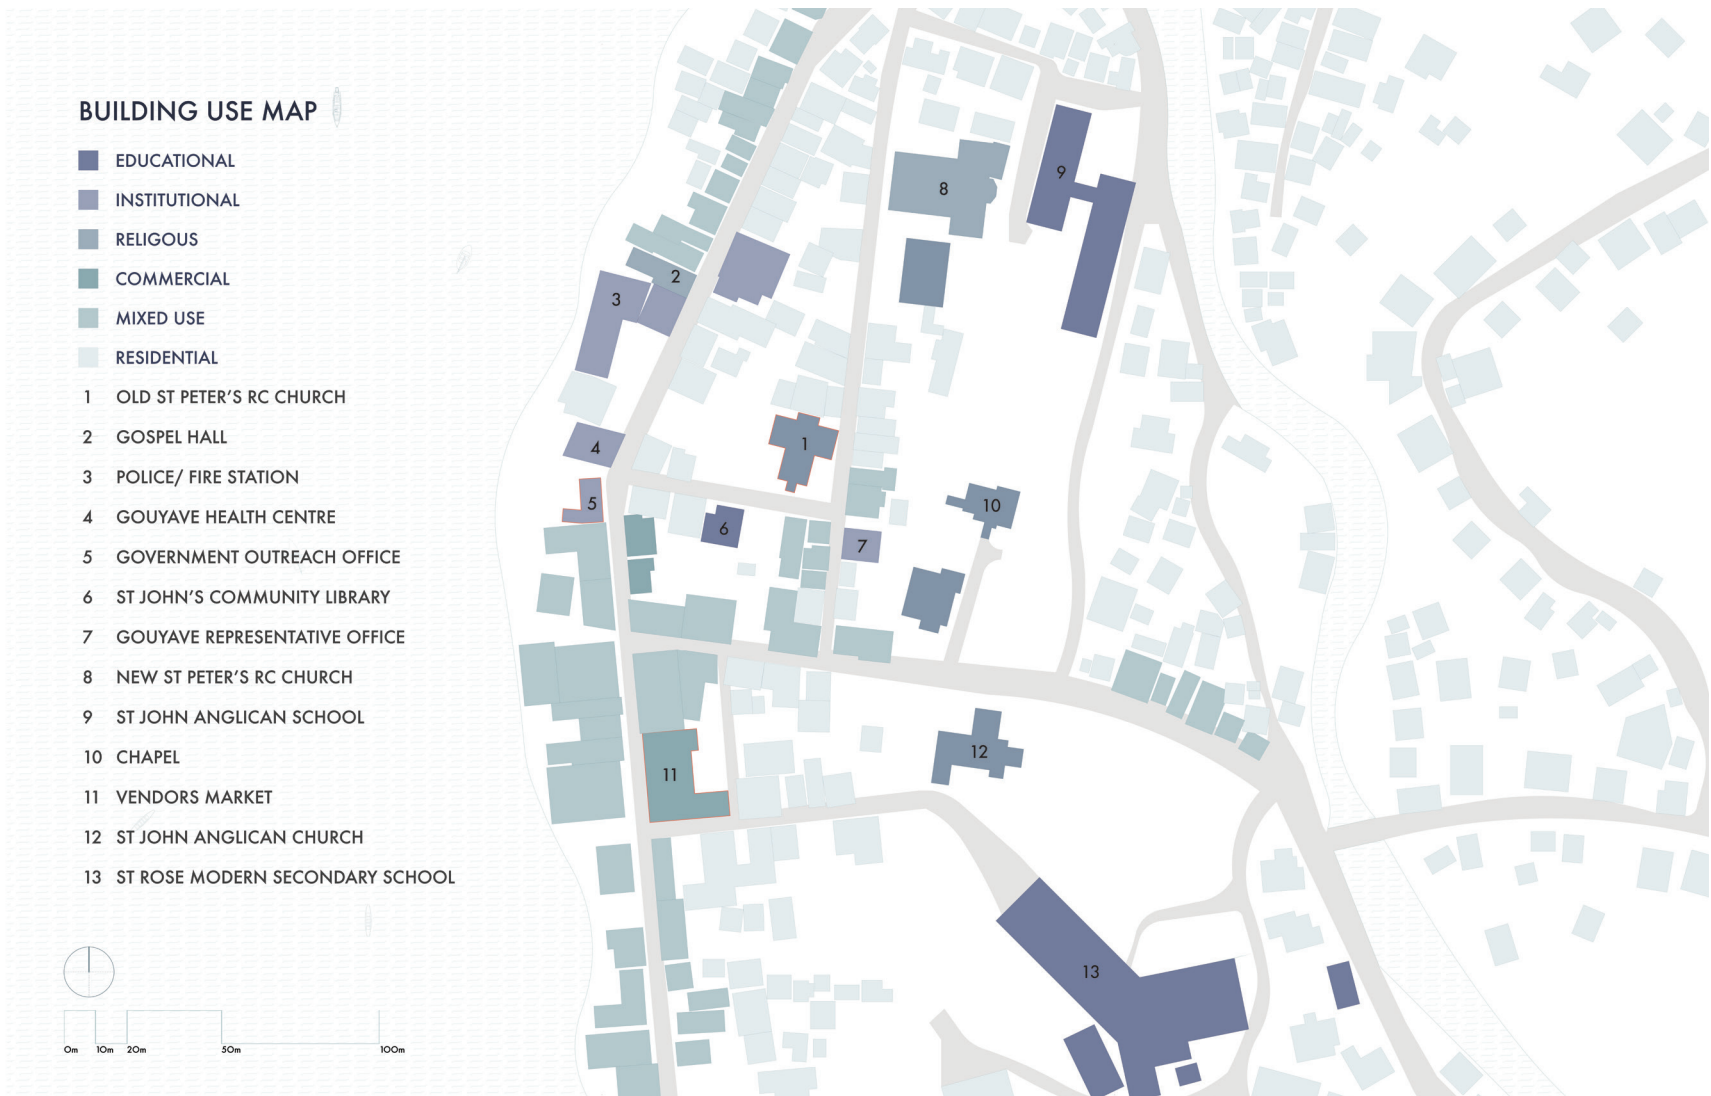 BUILDING USE MAP
EDUCATIONAL
INSTITUTIONAL
RELIGOUS
COMMERCIAL
MIXED USE
RESIDENTIAL
1 OLD ST PETER'S RC CHURCH
2 GOSPEL HALL
3 POLICE/ FIRE STATION
4 GOUYAVE HEALTH CENTRE
5 GOVERNMENT OUTREACH OFFICE
6 ST JOHN'S COMMUNITY LIBRARY
7 GOUYAVE REPRESENTATIVE OFFICE
8 NEW ST PETER'S RC CHURCH
9 ST JOHN ANGLICAN SCHOOL
10 CHAPEL
11 VENDORS MARKET
12 ST JOHN ANGLICAN CHURCH
13 ST ROSE MODERN SECONDARY SCHOOL
0m 10m 20m 50m 100m
9
8
2
3
1
4
5
10
6
7
12
11
13